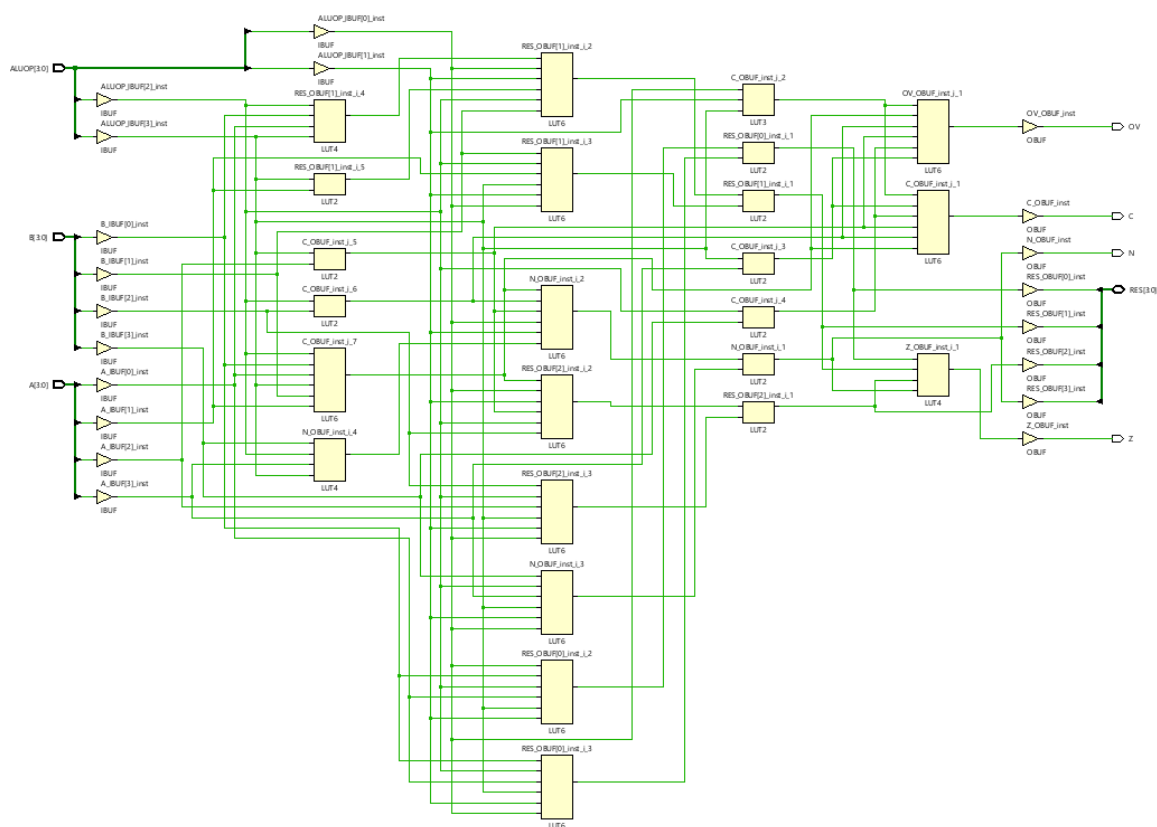 ALUOP[3:0]
ALUOP_IBUF[0]_inst
IBUF
ALUOP_IBUF[1]_inst
IBUF
ALUOP_IBUF[2]_inst
IBUF
ALUOP_IBUF[3]_inst
IBUF
B[3:0]
B_IBUF[0]_inst
IBUF
B_IBUF[1]_inst
IBUF
B_IBUF[2]_inst
IBUF
B_IBUF[3]_inst
IBUF
A[3:0]
A_IBUF[0]_inst
IBUF
A_IBUF[1]_inst
IBUF
A_IBUF[2]_inst
IBUF
A_IBUF[3]_inst
IBUF
RES_OBUF[1]_inst_i_4
LUT4
RES_OBUF[1]_inst_i_5
LUT2
C_OBUF_inst_i_5
LUT2
C_OBUF_inst_i_6
LUT2
C_OBUF_inst_i_7
LUT6
N_OBUF_inst_i_4
LUT4
RES_OBUF[1]_inst_i_2
LUT6
RES_OBUF[1]_inst_i_3
LUT6
N_OBUF_inst_i_2
LUT6
RES_OBUF[2]_inst_i_2
LUT6
RES_OBUF[2]_inst_i_3
LUT6
N_OBUF_inst_i_3
LUT6
RES_OBUF[0]_inst_i_2
LUT6
RES_OBUF[0]_inst_i_3
LUT6
C_OBUF_inst_i_2
LUT3
RES_OBUF[0]_inst_i_1
LUT2
RES_OBUF[1]_inst_i_1
LUT2
C_OBUF_inst_i_3
LUT2
C_OBUF_inst_i_4
LUT2
N_OBUF_inst_i_1
LUT2
RES_OBUF[2]_inst_i_1
LUT2
OV_OBUF_inst_i_1
LUT6
C_OBUF_inst_i_1
LUT6
Z_OBUF_inst_i_1
LUT4
OV_OBUF_inst
OBUF
OV
C_OBUF_inst
OBUF
C
N_OBUF_inst
OBUF
N
RES_OBUF[0]_inst
OBUF
RES[3:0]
RES_OBUF[1]_inst
OBUF
RES_OBUF[2]_inst
OBUF
RES_OBUF[3]_inst
OBUF
Z_OBUF_inst
OBUF
Z